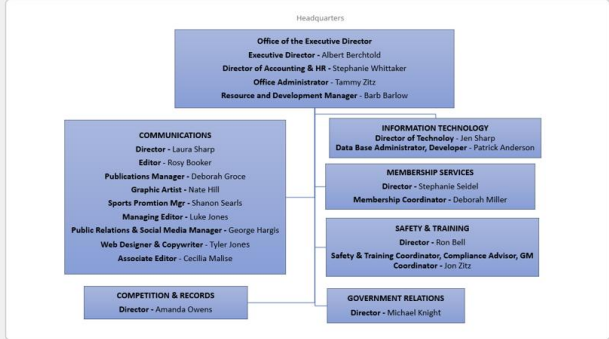 Headquarters
Office of the Executive Director
Executive Director - Albert Berchtold
Director of Accounting & HR - Stephanie Whittaker
Office Administrator - Tammy Zitz
Resource and Development Manager - Barb Barlow
COMMUNICATIONS
Director - Laura Sharp
Editor - Rosy Booker
Publications Manager - Deborah Groce
Graphic Artist - Nate Hill
Sports Promtion Mgr - Shanon Searls
Managing Editor - Luke Jones
Public Relations & Social Media Manager - George Hargis
Web Designer & Copywriter - Tyler Jones
Associate Editor - Cecilia Malise
INFORMATION TECHNOLOGY
Director of Technoloy - Jen Sharp
Data Base Administrator, Developer - Patrick Anderson
MEMBERSHIP SERVICES
Director - Stephanie Seidel
Membership Coordinator - Deborah Miller
SAFETY & TRAINING
Director - Ron Bell
Safety & Training Coordinator, Compliance Advisor, GM
Coordinator - Jon Zitz
COMPETITION & RECORDS
Director - Amanda Owens
GOVERNMENT RELATIONS
Director - Michael Knight